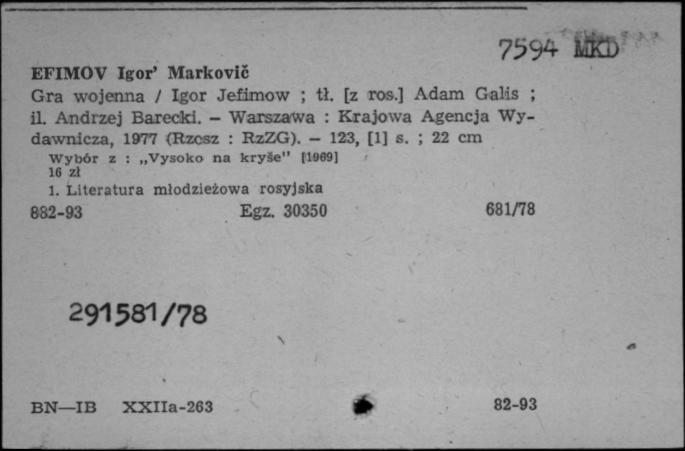 7594 MKD
EFIMOV Igor' Markovič
Gra wojenna / Igor Jefimow ; tł. [z ros.] Adam Galis ;
il. Andrzej Barecki. – Warszawa : Krajowa Agencja Wy-
dawnicza, 1977 (Rzesz : RzZG). – 123, [1] s. ; 22 cm
Wybór z : „Vysoko na kryše" [1969]
16 zł
1. Literatura młodzieżowa rosyjska
882-93 Egz. 30350 681/78
291581/78
BN—IB XXIIa-263 82-93